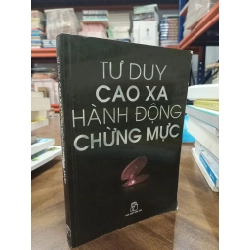 TƯ DUY
CAO XA
HÀNH ĐỘNG
CHỪNG MỰC